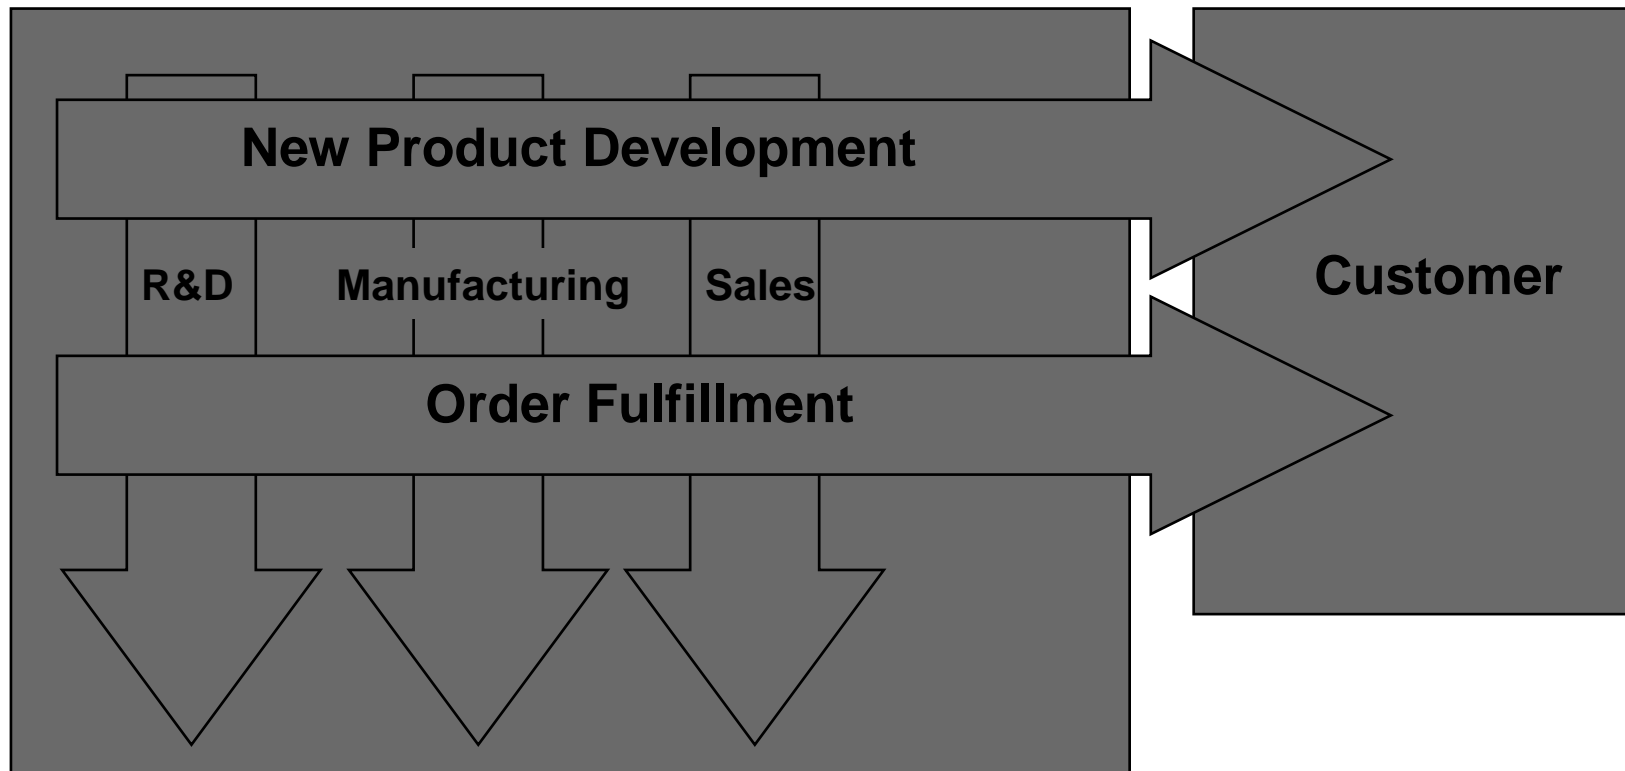 New Product Development
R&D Manufacturing Sales
Customer
Order Fulfillment